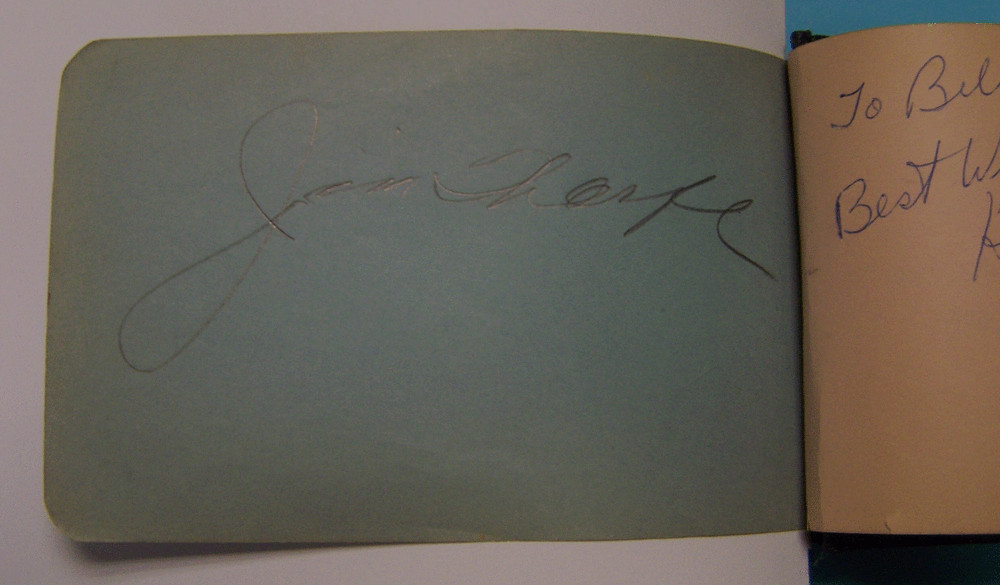 Jim Thorpe
To Bil
Best W